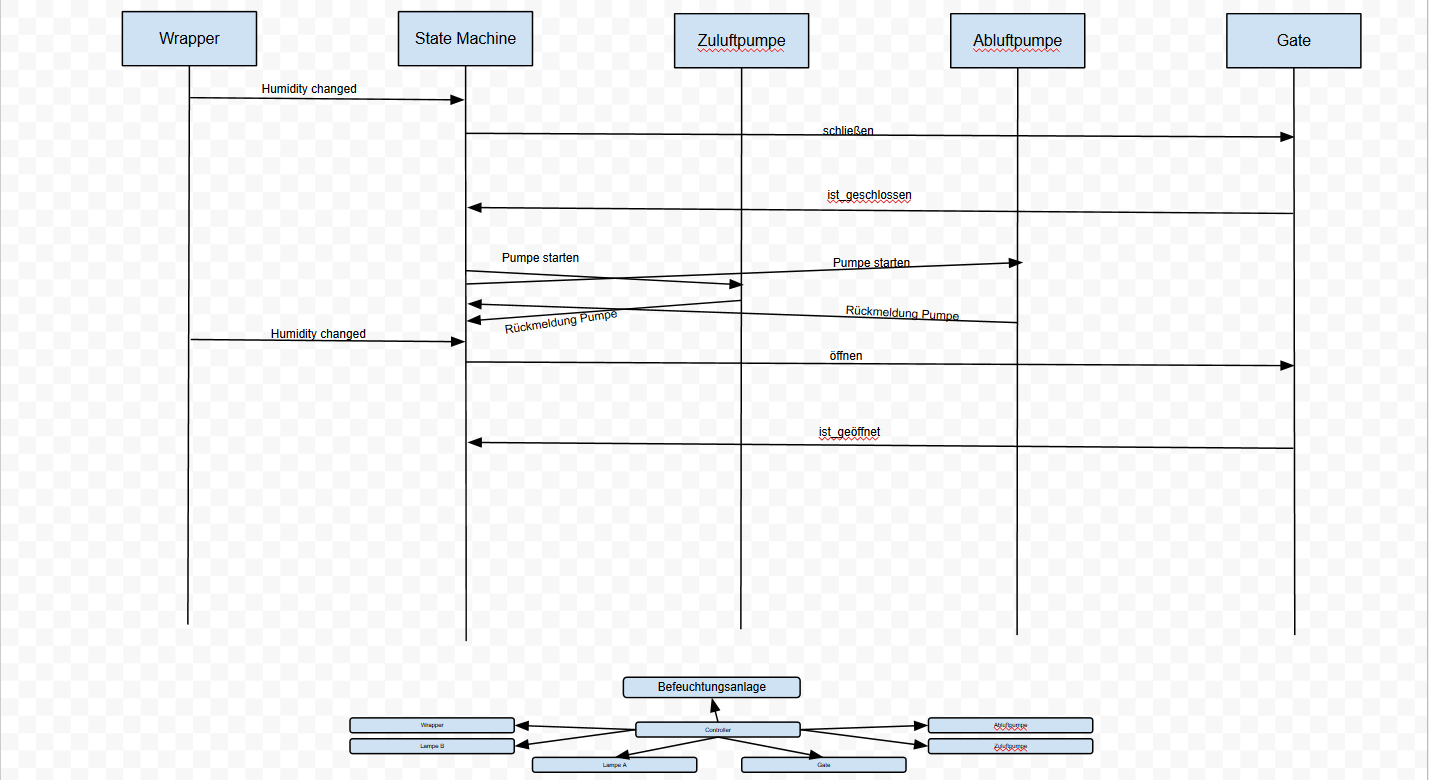 Wrapper
State Machine
Zuluftpumpe
Abluftpumpe
Gate
Humidity changed
schließen
ist_geschlossen
Pumpe starten
Pumpe starten
Rückmeldung Pumpe
Rückmeldung Pumpe
Humidity changed
öffnen
ist_geöffnet
Befeuchtungsanlage
Wrapper
Controller
Abluftpumpe
Lampe B
Zuluftpumpe
Lampe A
Gate